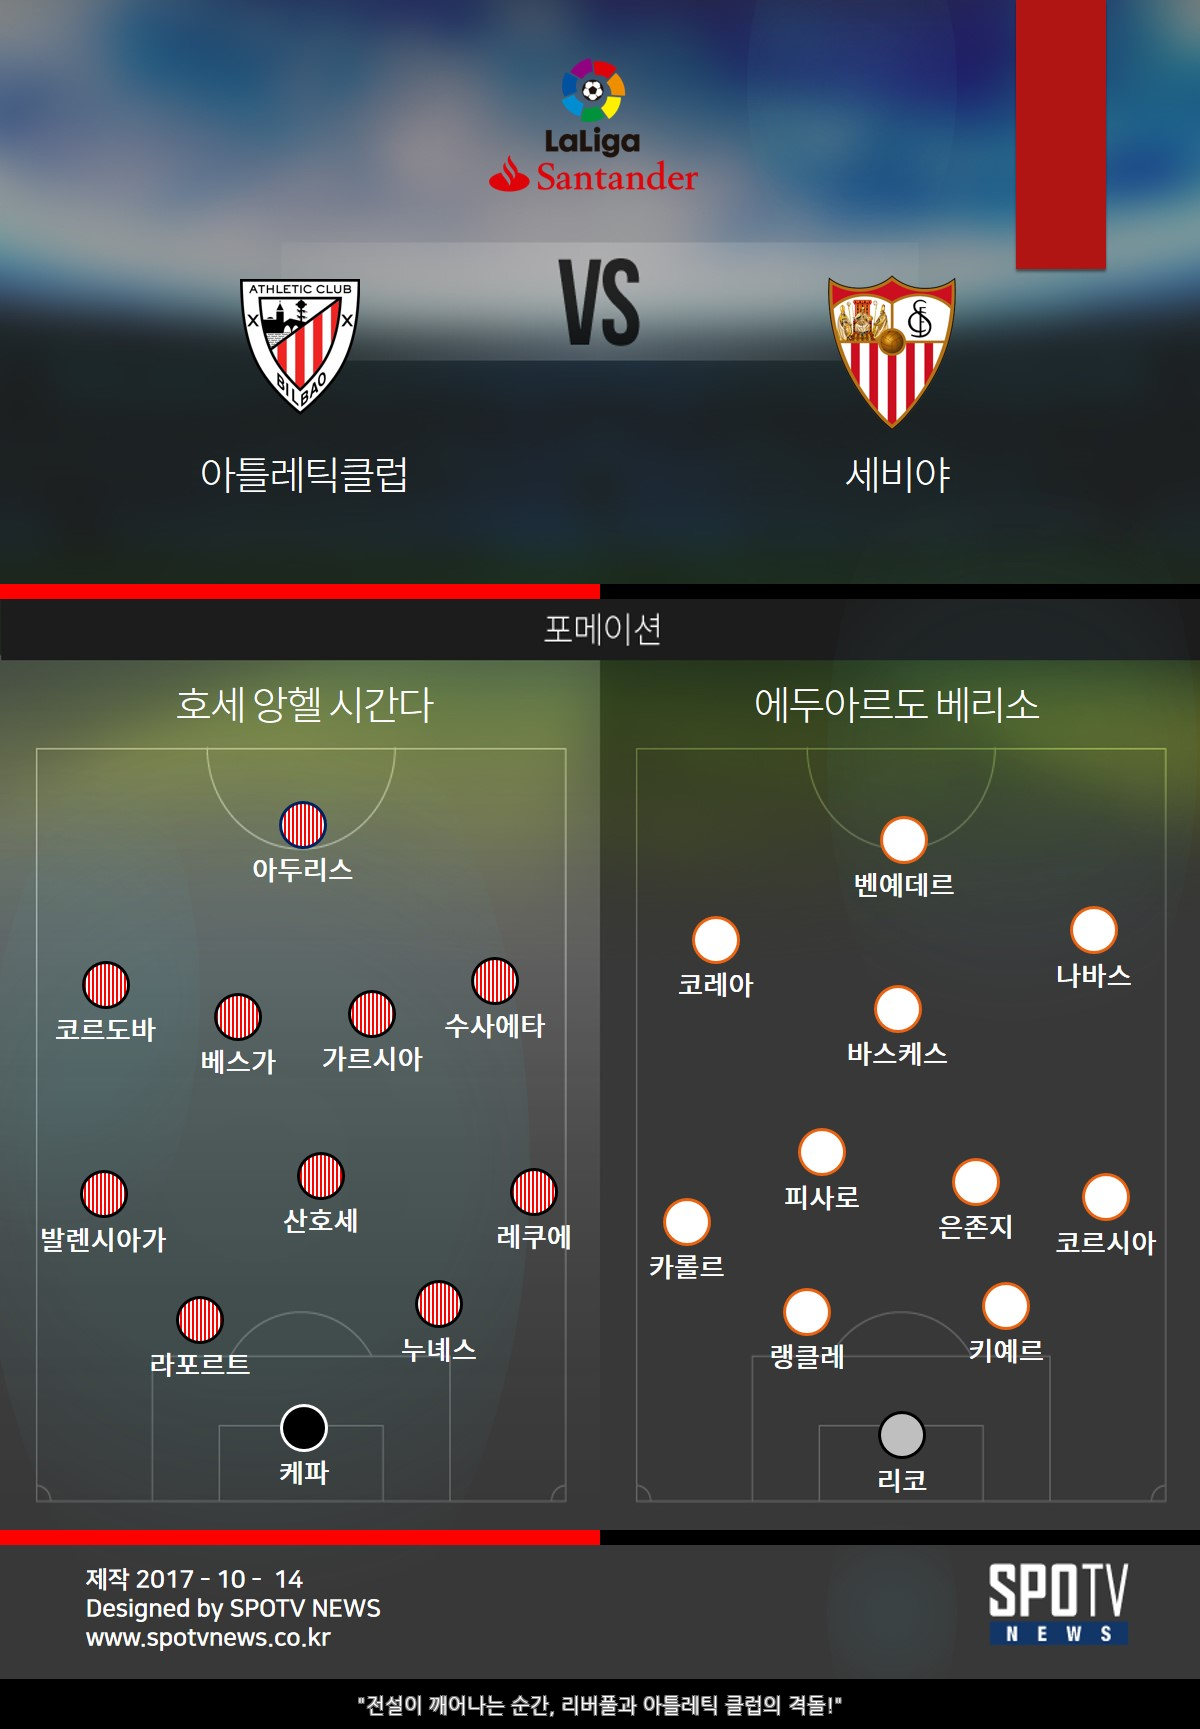 LaLiga
Santander
VS
ATHLETIC CLUB
BILBAO
아틀레틱클럽
세비야
포메이션
호세 앙헬 시간다
에두아르도 베리소
아두리스
코르도바
베스가
가르시아
수사에타
발렌시아가
산호세
레쿠에
라포르트
누녜스
케파
벤예데르
코레아
나바스
바스케스
피사로
은존지
카롤르
코르시아
랭클레
키예르
리코
제작 2017 - 10 - 14
Designed by SPOTV NEWS
www.spotvnews.co.kr
SPOTV
NEWS
"전설이 깨어나는 순간, 리버풀과 아틀레틱 클럽의 격돌!"